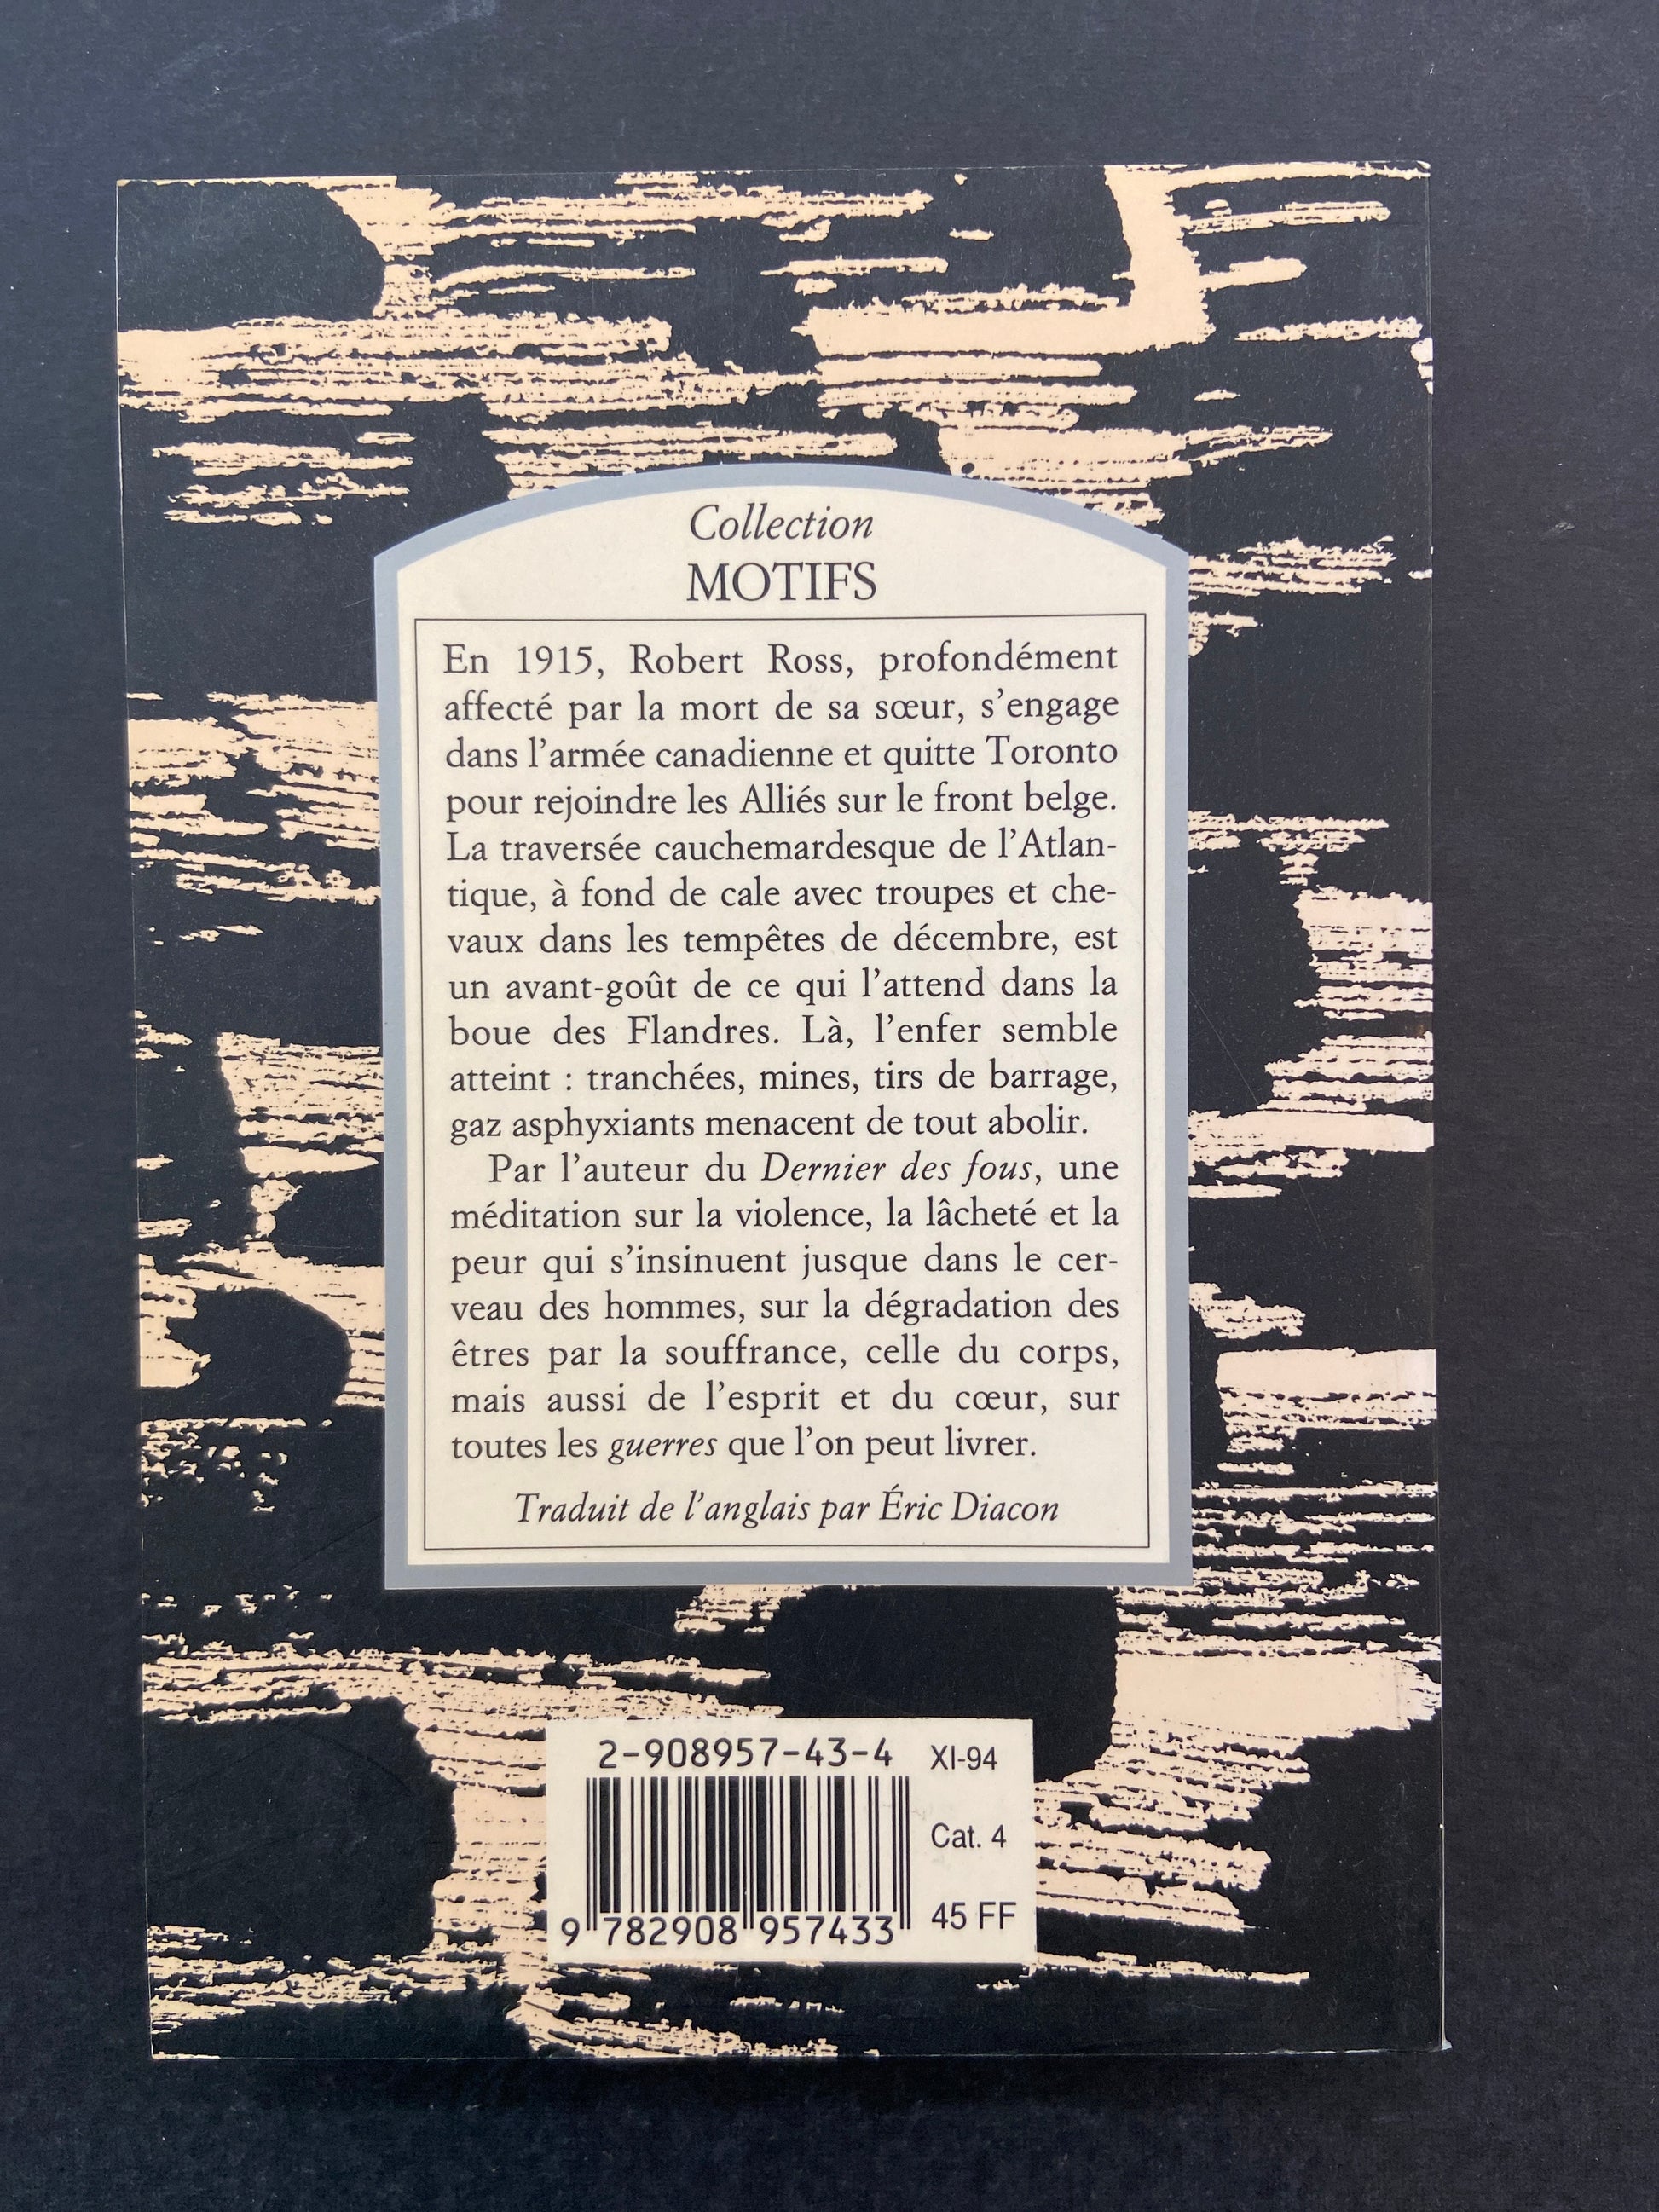 Collection
MOTIFS
En 1915, Robert Ross, profondément
affecté par la mort de sa sœur, s'engage
dans l'armée canadienne et quitte Toronto
pour rejoindre les Alliés sur le front belge.
La traversée cauchemardesque de l'Atlan-
tique, à fond de cale avec troupes et che-
vaux dans les tempêtes de décembre, est
un avant-goût de ce qui l'attend dans la
boue des Flandres. Là, l'enfer semble
atteint : tranchées, mines, tirs de barrage,
gaz asphyxiants menacent de tout abolir.
Par l'auteur du Dernier des fous, une
méditation sur la violence, la lâcheté et la
peur qui s'insinuent jusque dans le cer-
veau des hommes, sur la dégradation des
êtres par la souffrance, celle du corps,
mais aussi de l'esprit et du cœur, sur
toutes les guerres que l'on peut livrer.
Traduit de l'anglais par Éric Diacon
2-908957-43-4 XI-94
Cat. 4
45 FF
9 782908 957433